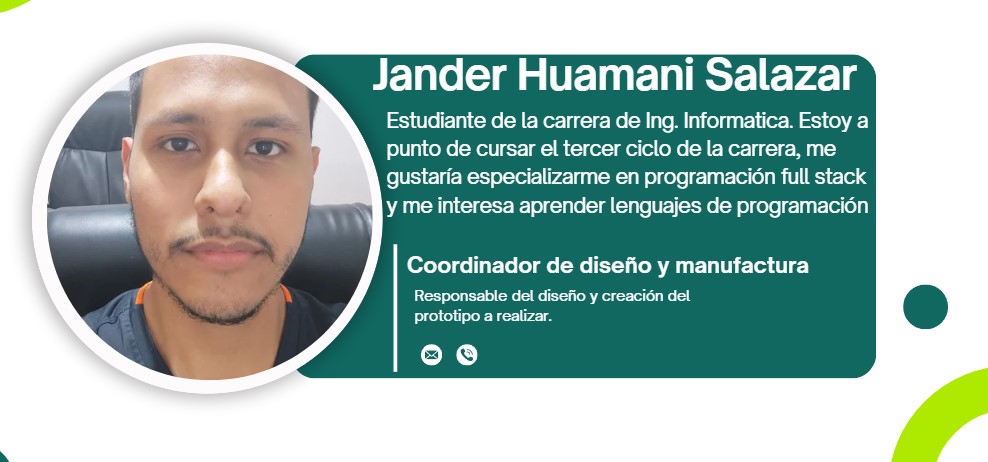 Jander Huamani Salazar
Estudiante de la carrera de Ing. Informatica. Estoy a
punto de cursar el tercer ciclo de la carrera, me
gustaría especializarme en programación full stack
y me interesa aprender lenguajes de programación
Coordinador de diseño y manufactura
Responsable del diseño y creación del
prototipo a realizar.